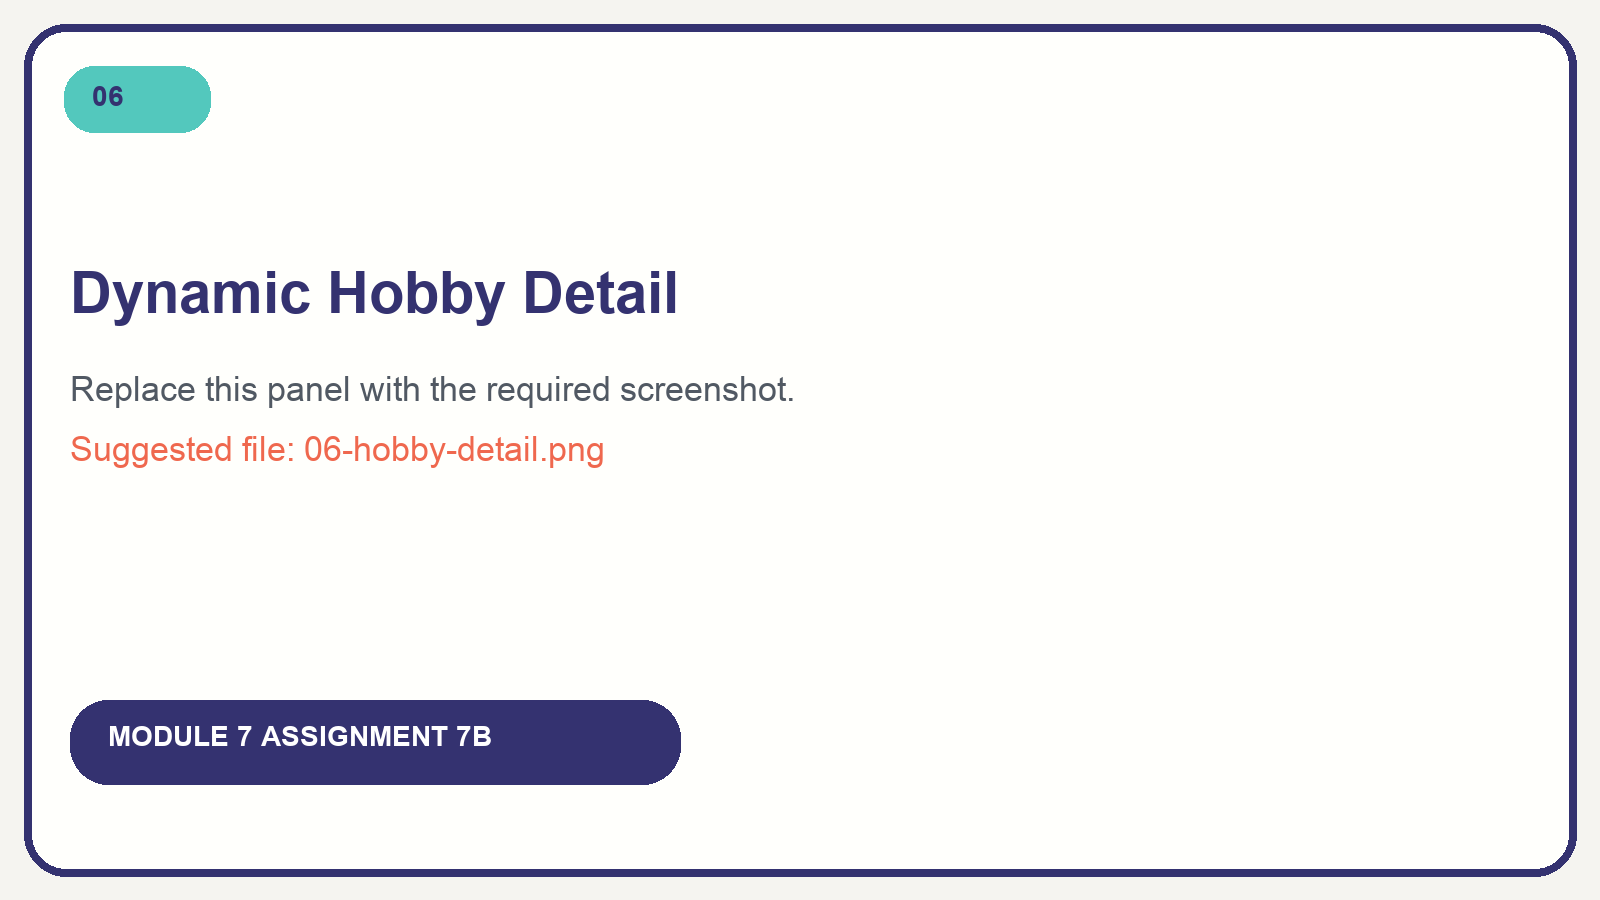 06
Dynamic Hobby Detail
Replace this panel with the required screenshot.
Suggested file: 06-hobby-detail.png
MODULE 7 ASSIGNMENT 7B